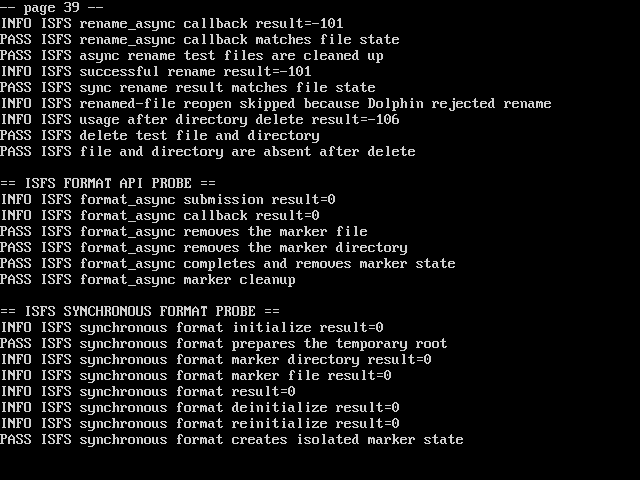 -- page 39 --
INFO ISFS rename_async callback result=-101
PASS ISFS rename_async callback matches file state
PASS ISFS async rename test files are cleaned up
INFO ISFS successful rename result=-101
PASS ISFS sync rename result matches file state
INFO ISFS renamed-file reopen skipped because Dolphin rejected rename
INFO ISFS usage after directory delete result=-106
PASS ISFS delete test file and directory
PASS ISFS file and directory are absent after delete
== ISFS FORMAT API PROBE ==
INFO ISFS format_async submission result=0
INFO ISFS format_async callback result=0
PASS ISFS format_async removes the marker file
PASS ISFS format_async removes the marker directory
PASS ISFS format_async completes and removes marker state
PASS ISFS format_async marker cleanup
== ISFS SYNCHRONOUS FORMAT PROBE ==
INFO ISFS synchronous format initialize result=0
PASS ISFS synchronous format prepares the temporary root
INFO ISFS synchronous format marker directory result=0
INFO ISFS synchronous format marker file result=0
INFO ISFS synchronous format result=0
INFO ISFS synchronous format deinitialize result=0
INFO ISFS synchronous format reinitialize result=0
PASS ISFS synchronous format creates isolated marker state